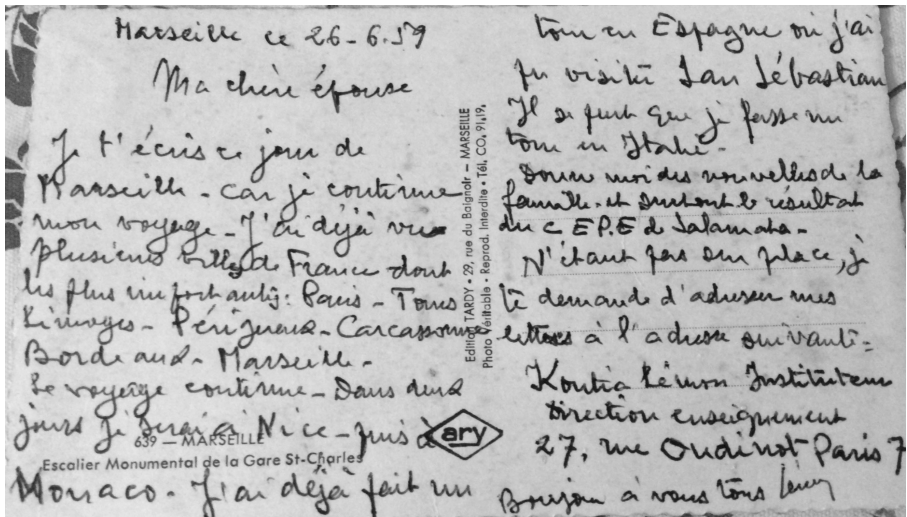 Marseille ce 26-6.59
Ma chère épouse
Je t'écris ce jour de
Marseille - car je continue
mon voyage - J'ai déjà vu
plusieurs villes de France dont
les plus importantes : Paris - Tours
Limoges - Périgueux - Carcassonne
Bordeaux - Marseille -
Le voyage continue - Dans deux
jours je serai à Nice - puis à
Monaco - J'ai déjà fait un
tour en Espagne où j'ai
pu visité San Sébastian
Il se peut que je fasse un
tour en Italie -
Donne moi des nouvelles de la
famille - et surtout le résultat
du C E P. E de Salamata -
N'étant pas sur place, je
te demande d'adresser mes
lettres à l'adresse suivante -
Kontia Rémon Instituteur
Direction enseignement
27, rue Oudinot Paris 7
Bonjour à vous tous
Edition TARDY • 29, rue du Baignoir — MARSEILLE
Photo Véritable • Reprod. Interdite • Tél. CO. 91.19.
639 — MARSEILLE
Escalier Monumental de la Gare St-Charles
ary